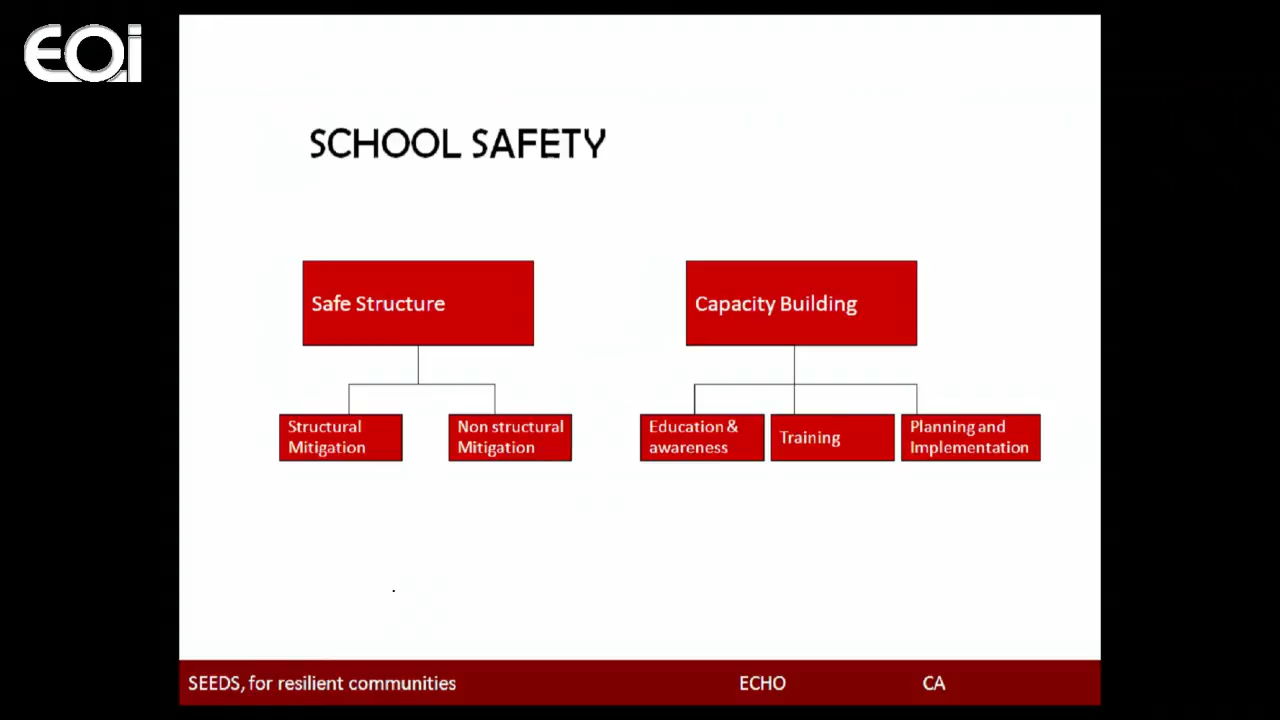 EQi
SCHOOL SAFETY
Safe Structure
Capacity Building
Structural
Mitigation
Non structural
Mitigation
Education &
awareness
Training
Planning and
Implementation
SEEDS, for resilient communities
ECHO
CA